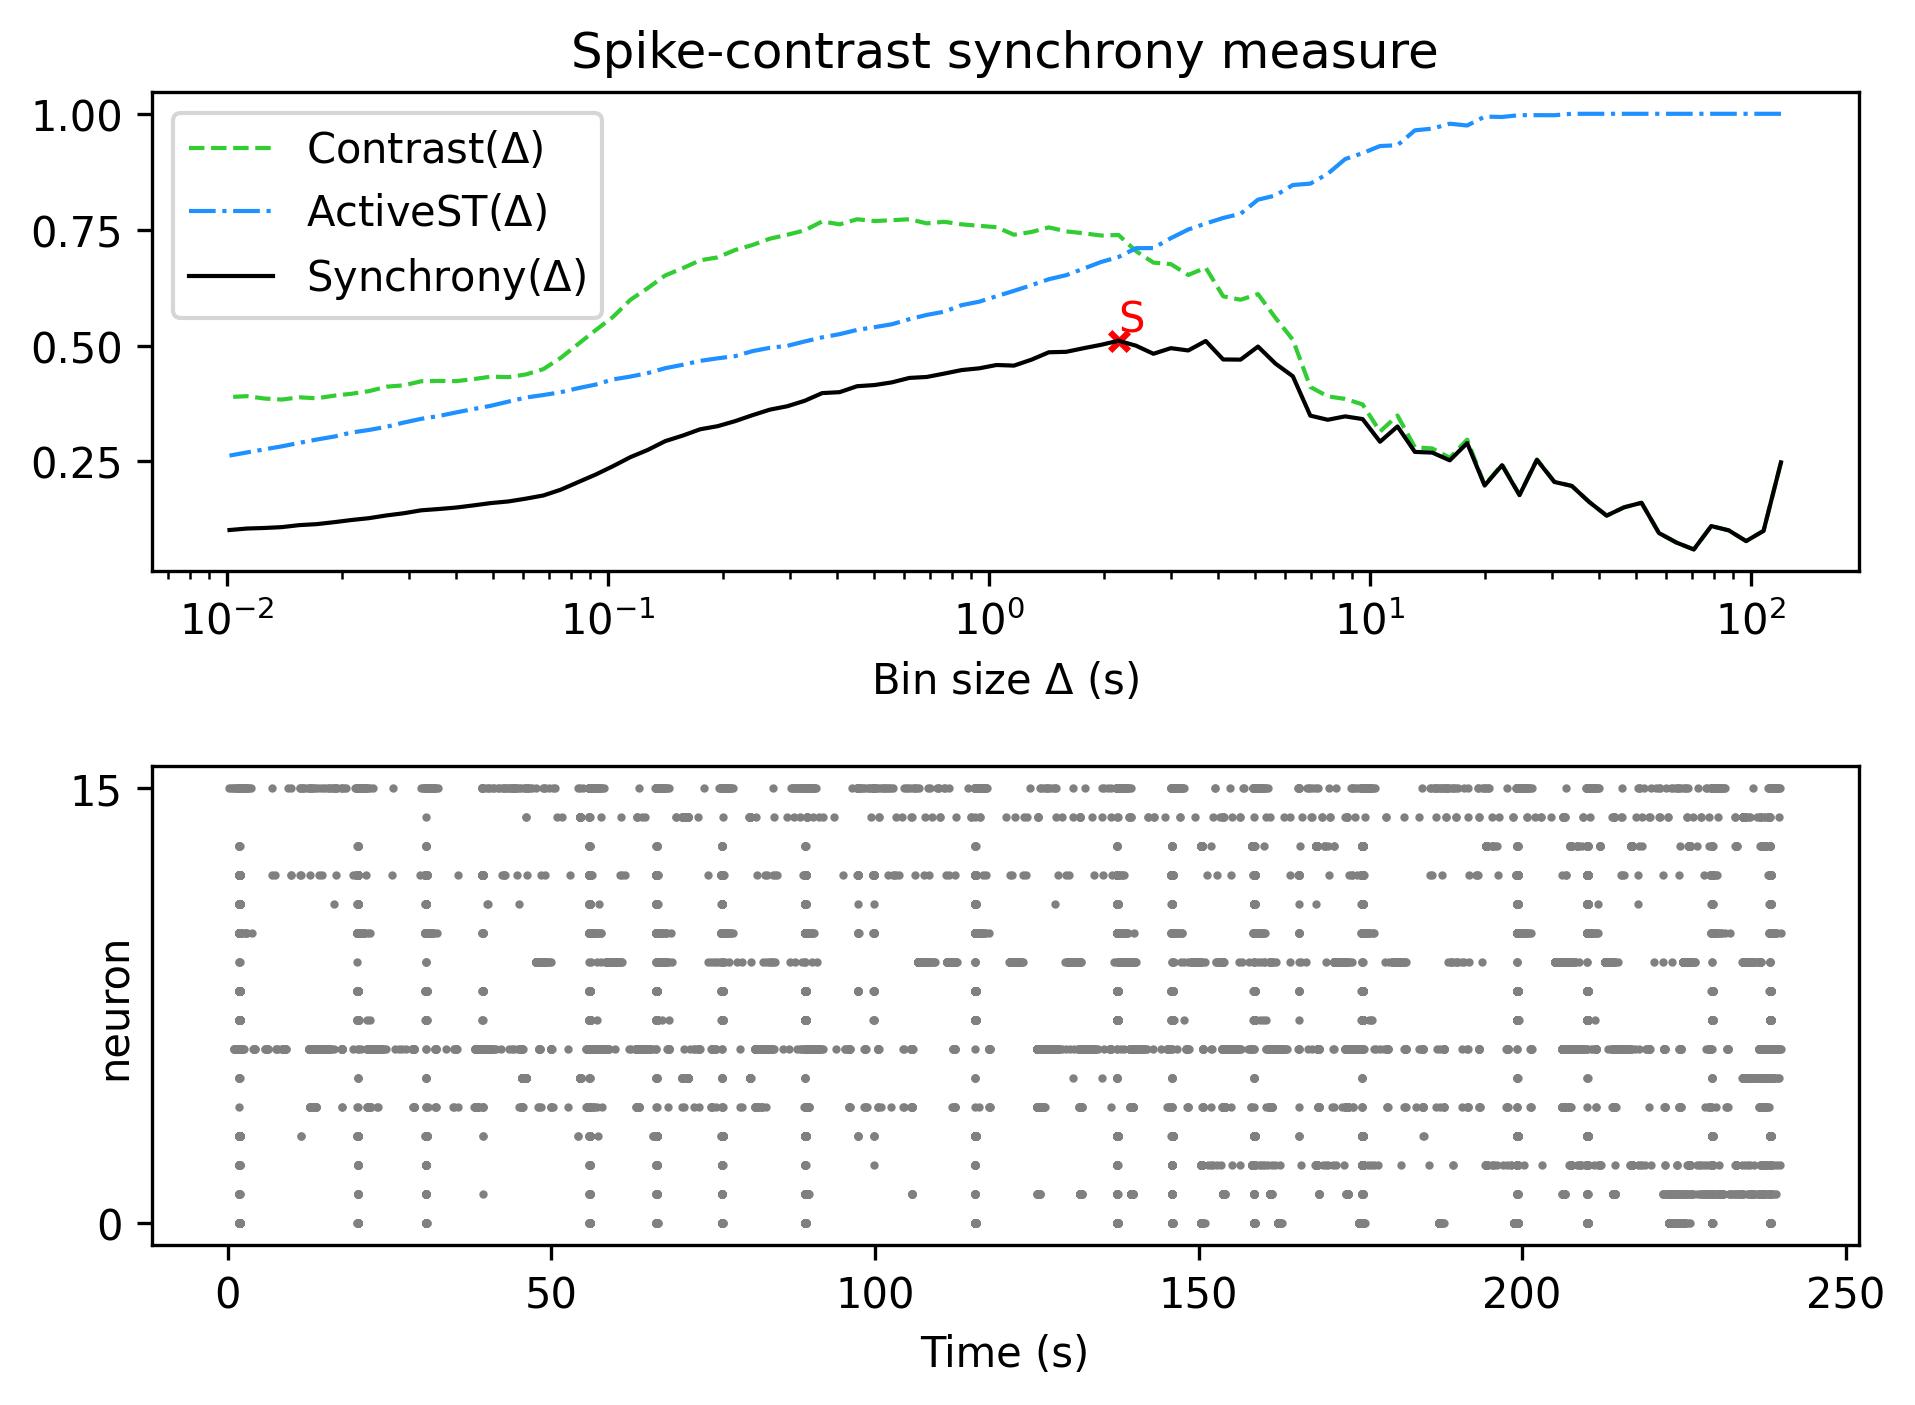 Spike-contrast synchrony measure
1.00
0.75
0.50
0.25
Contrast(Δ)
ActiveST(Δ)
Synchrony(Δ)
S
10⁻² 10⁻¹ 10⁰ 10¹ 10²
Bin size Δ (s)
15
0
neuron
0 50 100 150 200 250
Time (s)